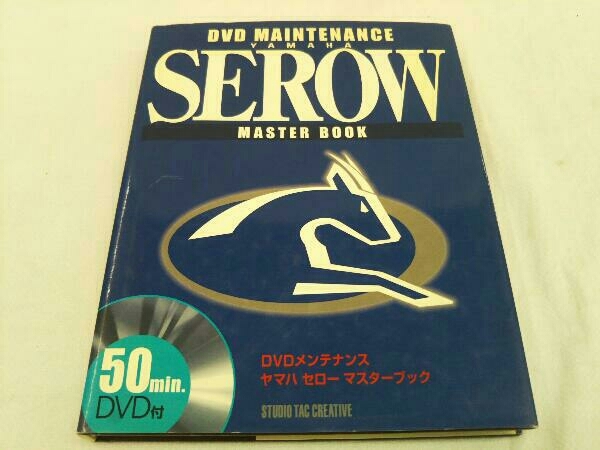 DVD MAINTENANCE
YAMAHA
SEROW
MASTER BOOK
50min.
DVD付
DVDメンテナンス
ヤマハ セロー マスターブック
STUDIO TAC CREATIVE